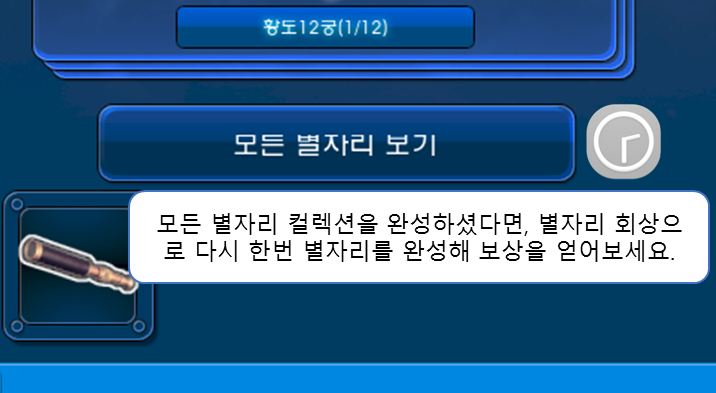 황도12궁(1/12)
모든 별자리 보기
모든 별자리 컬렉션을 완성하셨다면, 별자리 회상으
로 다시 한번 별자리를 완성해 보상을 얻어보세요.